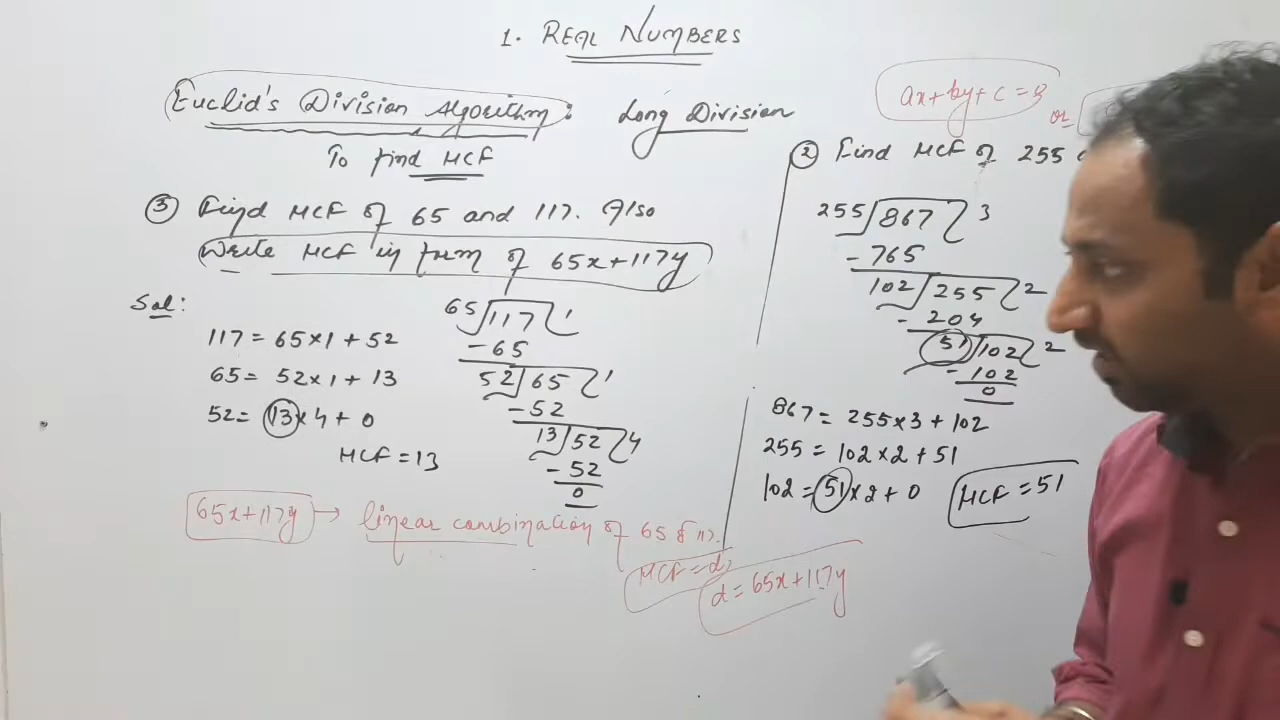 1. REAL NUMBERS
Euclid's Division Algorithm: Long Division
To find HCF
③ Find HCF of 65 and 117. Also
Write HCF in form of 65x+117y
Sol:
117 = 65×1 + 52
65 = 52×1 + 13
52 = 13×4 + 0
HCF = 13
65 117 1
-65
52 65 1
-52
13 52 4
-52
0
65x+117y → linear combination of 65 &
HCF = d
d = 65x+117y
ax+by+c=
or
② Find HCF of 255
255 867 3
-765
102 255 2
-204
51 102 2
-102
0
867 = 255×3 + 102
255 = 102×2 + 51
102 = 51×2 + 0
HCF = 51